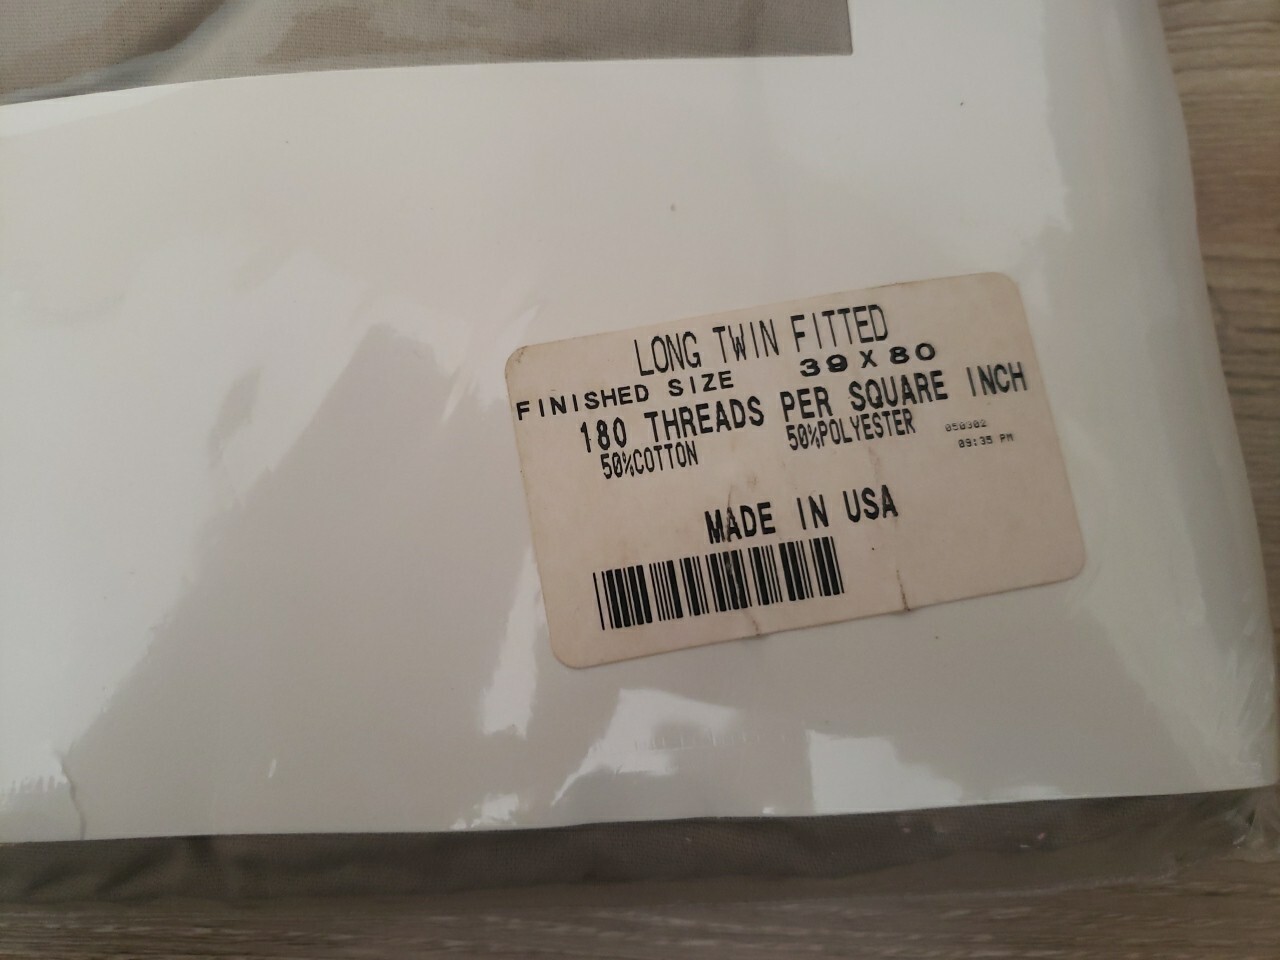 LONG TWIN FITTED
FINISHED SIZE 39 X 80
180 THREADS PER SQUARE INCH
50%COTTON 50%POLYESTER
050302
09:35 PM
MADE IN USA